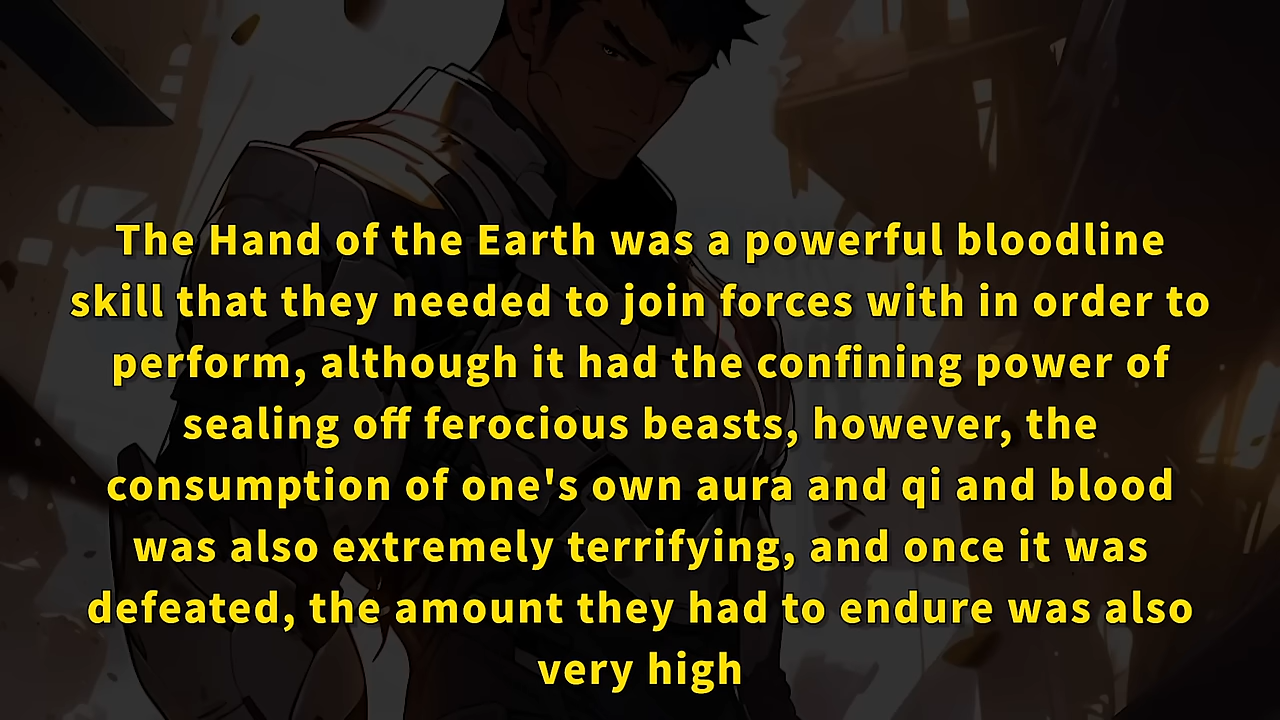 The Hand of the Earth was a powerful bloodline
skill that they needed to join forces with in order to
perform, although it had the confining power of
sealing off ferocious beasts, however, the
consumption of one's own aura and qi and blood
was also extremely terrifying, and once it was
defeated, the amount they had to endure was also
very high